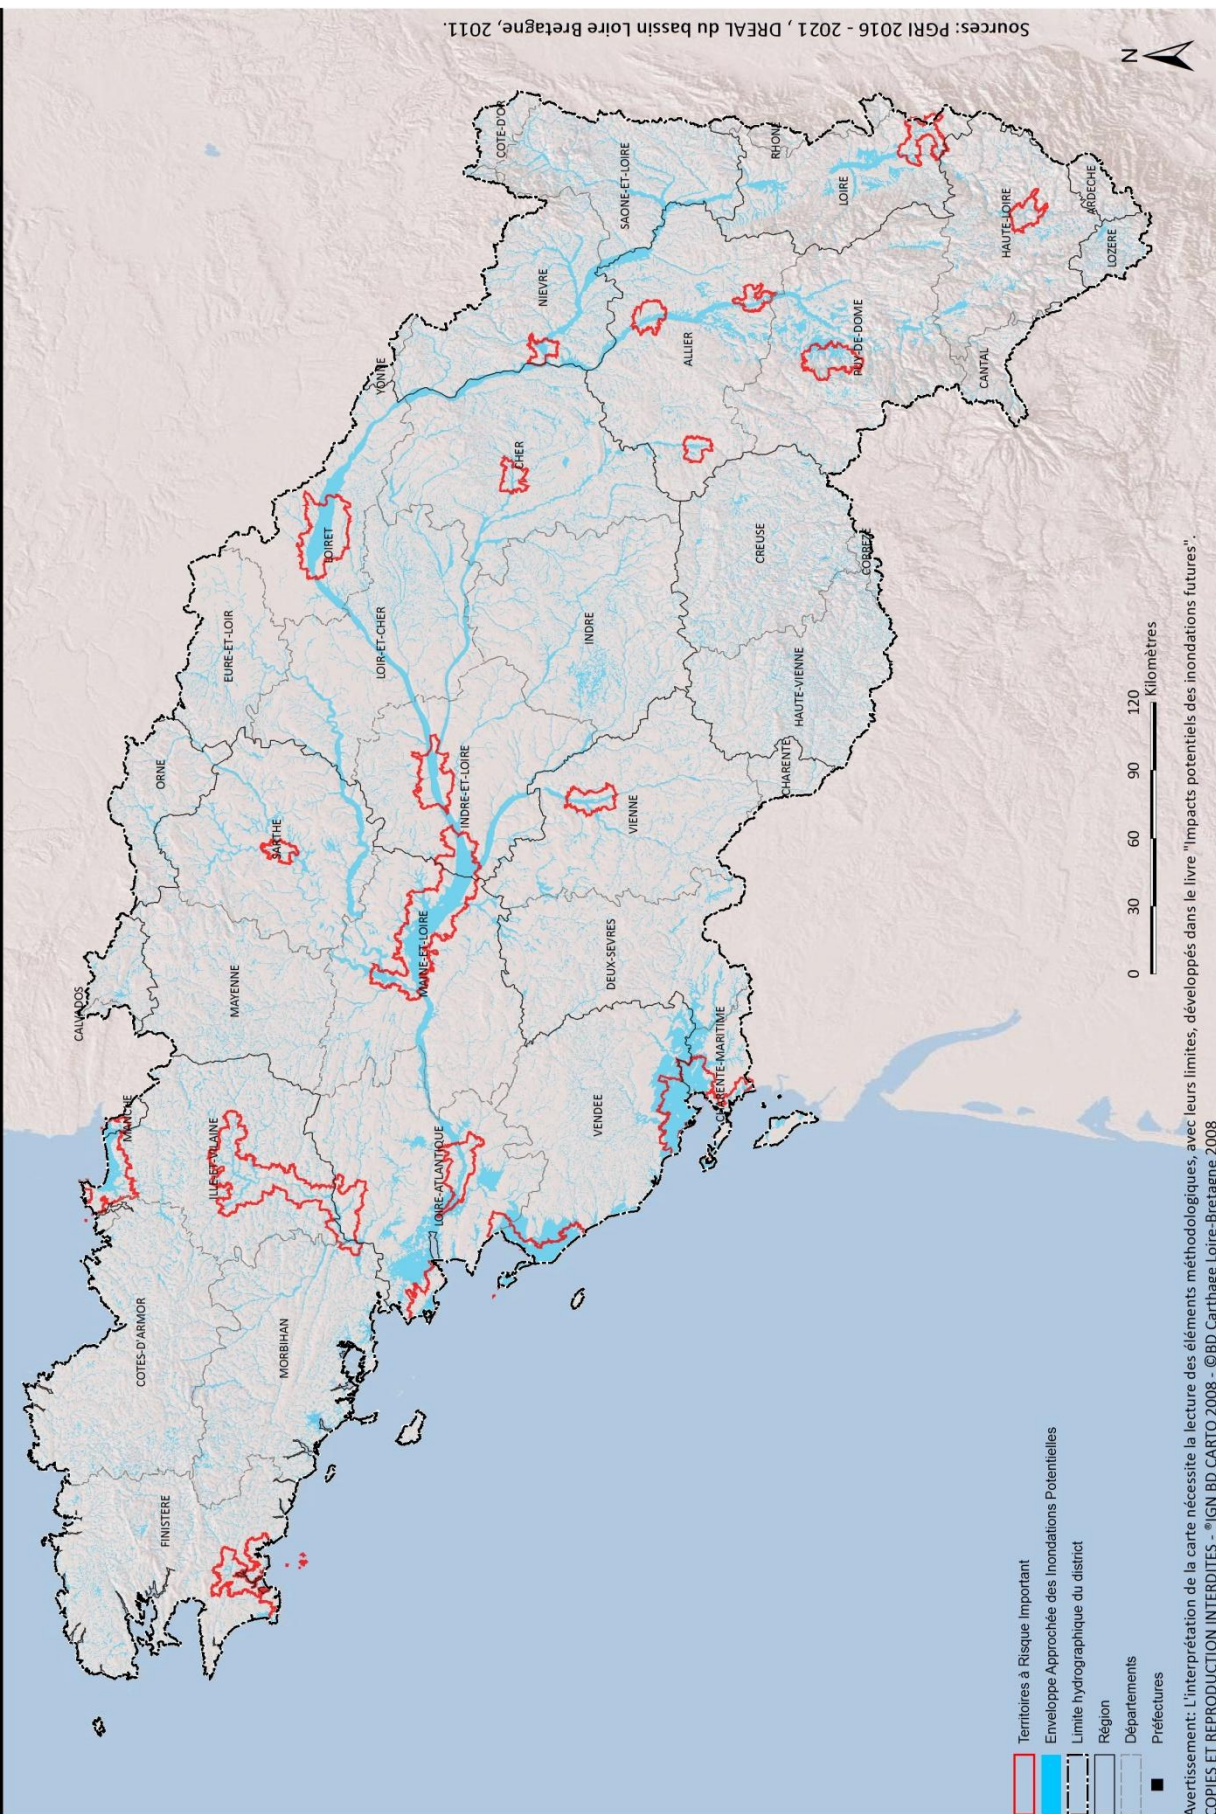 Sources: PGRI 2016 - 2021 , DREAL du bassin Loire Bretagne, 2011.
N
CALVADOS
MANCHE
ORNE
EURE-ET-LOIR
FINISTERE
COTES-D'ARMOR
ILLE-ET-VILAINE
MAYENNE
SARTHE
LOIRET
YONNE
MORBIHAN
LOIR-ET-CHER
COTE-D'OR
LOIRE-ATLANTIQUE
MAINE-ET-LOIRE
INDRE-ET-LOIRE
CHER
NIEVRE
SAONE-ET-LOIRE
VENDEE
DEUX-SEVRES
VIENNE
INDRE
ALLIER
RHONE
CHARENTE-MARITIME
CHARENTE
HAUTE-VIENNE
CREUSE
CORREZE
PUY-DE-DOME
LOIRE
CANTAL
HAUTE-LOIRE
LOZERE
ARDECHE
Territoires à Risque Important
Enveloppe Approchée des Inondations Potentielles
Limite hydrographique du district
Région
Départements
Préfectures
0 30 60 90 120
Kilomètres
Avertissement: L'interprétation de la carte nécessite la lecture des éléments méthodologiques, avec leurs limites, développés dans le livre "Impacts potentiels des inondations futures".
COPIES ET REPRODUCTION INTERDITES - ®IGN BD CARTO 2008 - ©BD Carthage Loire-Bretagne 2008